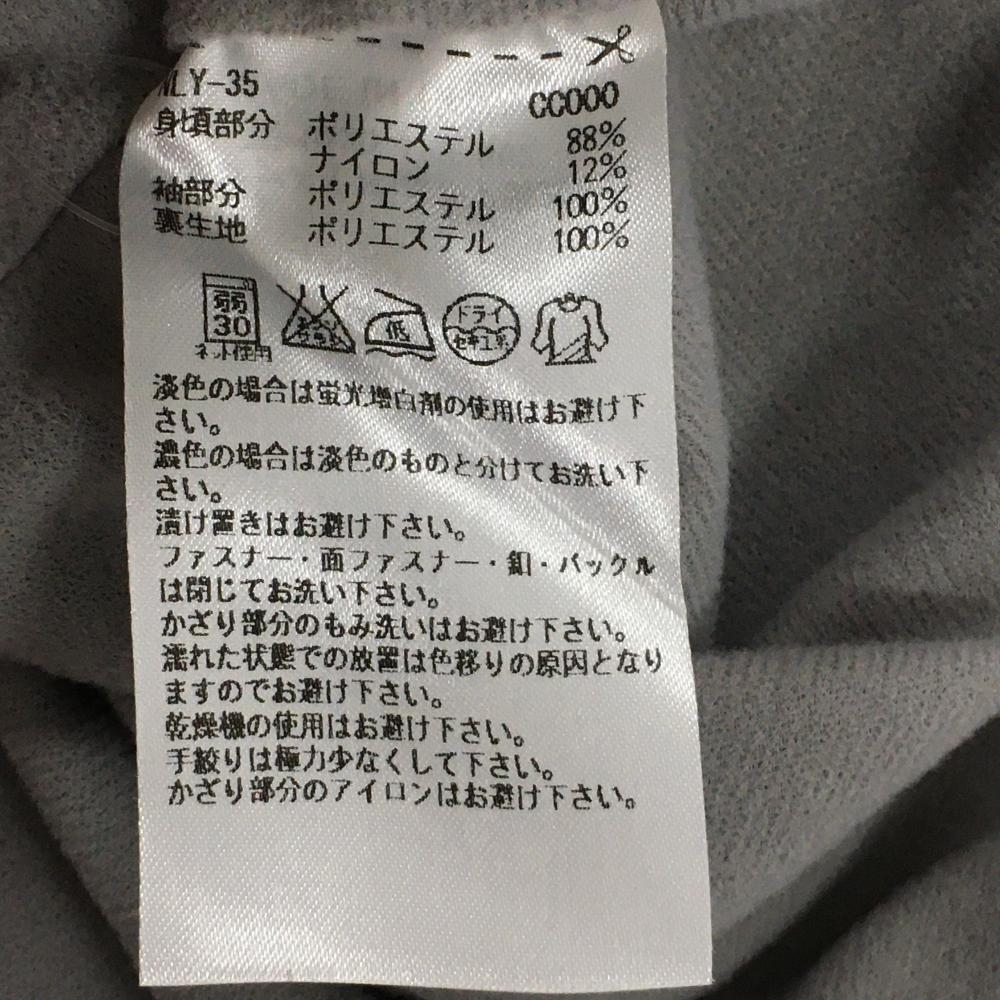 LY-35
CC000
身頃部分 ポリエステル 88%
ナイロン 12%
袖部分 ポリエステル 100%
裏生地 ポリエステル 100%
弱
30
ネット使用
エンソ
サラシ
低
ドライ
セキユ系
淡色の場合は蛍光増白剤の使用はお避け下
さい。
濃色の場合は淡色のものと分けてお洗い下
さい。
漬け置きはお避け下さい。
ファスナー・面ファスナー・釦・バックル
は閉じてお洗い下さい。
かざり部分のもみ洗いはお避け下さい。
濡れた状態での放置は色移りの原因となり
ますのでお避け下さい。
乾燥機の使用はお避け下さい。
手絞りは極力少なくして下さい。
かざり部分のアイロンはお避け下さい。